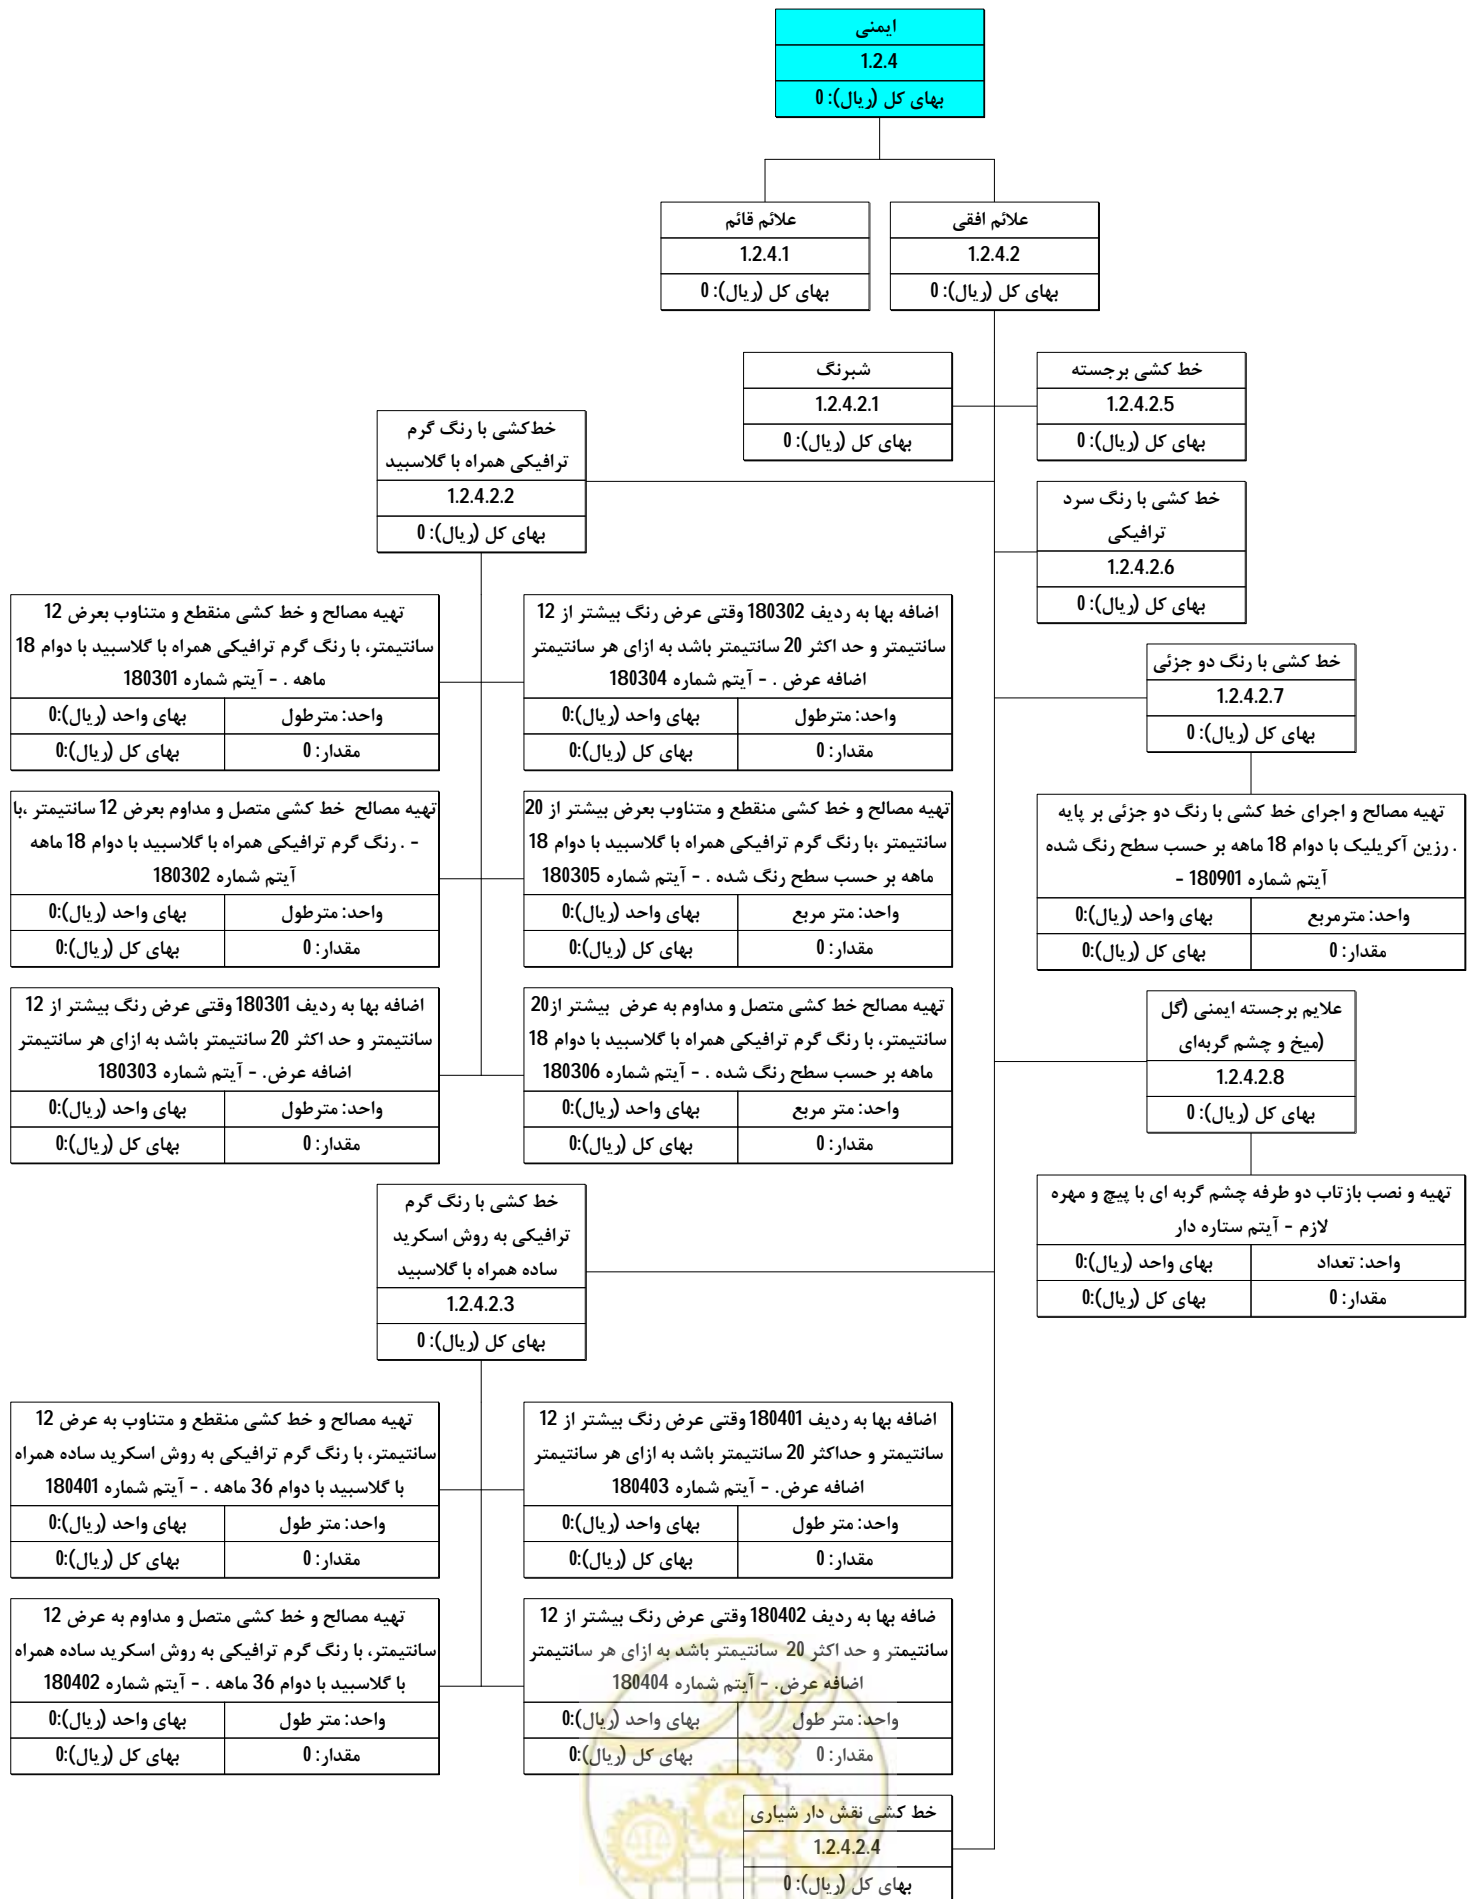 ایمنی
1.2.4
بهای کل (ریال): 0
علائم قائم
1.2.4.1
بهای کل (ریال): 0
علائم افقی
1.2.4.2
بهای کل (ریال): 0
شبرنگ
1.2.4.2.1
بهای کل (ریال): 0
خط کشی برجسته
1.2.4.2.5
بهای کل (ریال): 0
خط‌کشی با رنگ گرم
ترافیکی همراه با گلاسبید
1.2.4.2.2
بهای کل (ریال): 0
خط کشی با رنگ سرد
ترافیکی
1.2.4.2.6
بهای کل (ریال): 0
تهیه مصالح و خط کشی منقطع و متناوب بعرض 12
سانتیمتر، با رنگ گرم ترافیکی همراه با گلاسبید با دوام 18
ماهه . - آیتم شماره 180301
واحد: مترطول
بهای واحد (ریال):0
مقدار: 0
بهای کل (ریال):0
اضافه بها به ردیف 180302 وقتی عرض رنگ بیشتر از 12
سانتیمتر و حد اکثر 20 سانتیمتر باشد به ازای هر سانتیمتر
اضافه عرض . - آیتم شماره 180304
واحد: مترطول
بهای واحد (ریال):0
مقدار: 0
بهای کل (ریال):0
خط کشی با رنگ دو جزئی
1.2.4.2.7
بهای کل (ریال): 0
تهیه مصالح خط کشی متصل و مداوم بعرض 12 سانتیمتر ،با
- . رنگ گرم ترافیکی همراه با گلاسبید با دوام 18 ماهه
آیتم شماره 180302
واحد: مترطول
بهای واحد (ریال):0
مقدار: 0
بهای کل (ریال):0
تهیه مصالح و خط کشی منقطع و متناوب بعرض بیشتر از 20
سانتیمتر ،با رنگ گرم ترافیکی همراه با گلاسبید با دوام 18
ماهه بر حسب سطح رنگ شده . - آیتم شماره 180305
واحد: متر مربع
بهای واحد (ریال):0
مقدار: 0
بهای کل (ریال):0
تهیه مصالح و اجرای خط کشی با رنگ دو جزئی بر پایه
. رزین آکریلیک با دوام 18 ماهه بر حسب سطح رنگ شده
آیتم شماره 180901 -
واحد: مترمربع
بهای واحد (ریال):0
مقدار: 0
بهای کل (ریال):0
اضافه بها به ردیف 180301 وقتی عرض رنگ بیشتر از 12
سانتیمتر و حد اکثر 20 سانتیمتر باشد به ازای هر سانتیمتر
اضافه عرض. - آیتم شماره 180303
واحد: مترطول
بهای واحد (ریال):0
مقدار: 0
بهای کل (ریال):0
تهیه مصالح خط کشی متصل و مداوم به عرض بیشتر از20
سانتیمتر، با رنگ گرم ترافیکی همراه با گلاسبید با دوام 18
ماهه بر حسب سطح رنگ شده . - آیتم شماره 180306
واحد: متر مربع
بهای واحد (ریال):0
مقدار: 0
بهای کل (ریال):0
علایم برجسته ایمنی (گل
(میخ و چشم گربه‌ای
1.2.4.2.8
بهای کل (ریال): 0
تهیه و نصب بازتاب دو طرفه چشم گربه ای با پیچ و مهره
لازم - آیتم ستاره دار
واحد: تعداد
بهای واحد (ریال):0
مقدار: 0
بهای کل (ریال):0
خط کشی با رنگ گرم
ترافیکی به روش اسکرید
ساده همراه با گلاسبید
1.2.4.2.3
بهای کل (ریال): 0
تهیه مصالح و خط کشی منقطع و متناوب به عرض 12
سانتیمتر، با رنگ گرم ترافیکی به روش اسکرید ساده همراه
با گلاسبید با دوام 36 ماهه . - آیتم شماره 180401
واحد: متر طول
بهای واحد (ریال):0
مقدار: 0
بهای کل (ریال):0
اضافه بها به ردیف 180401 وقتی عرض رنگ بیشتر از 12
سانتیمتر و حداکثر 20 سانتیمتر باشد به ازای هر سانتیمتر
اضافه عرض. - آیتم شماره 180403
واحد: متر طول
بهای واحد (ریال):0
مقدار: 0
بهای کل (ریال):0
تهیه مصالح و خط کشی متصل و مداوم به عرض 12
سانتیمتر، با رنگ گرم ترافیکی به روش اسکرید ساده همراه
با گلاسبید با دوام 36 ماهه . - آیتم شماره 180402
واحد: متر طول
بهای واحد (ریال):0
مقدار: 0
بهای کل (ریال):0
ضافه بها به ردیف 180402 وقتی عرض رنگ بیشتر از 12
سانتیمتر و حد اکثر 20 سانتیمتر باشد به ازای هر سانتیمتر
اضافه عرض. - آیتم شماره 180404
واحد: متر طول
بهای واحد (ریال):0
مقدار: 0
بهای کل (ریال):0
خط کشی نقش دار شیاری
1.2.4.2.4
بهای کل (ریال): 0